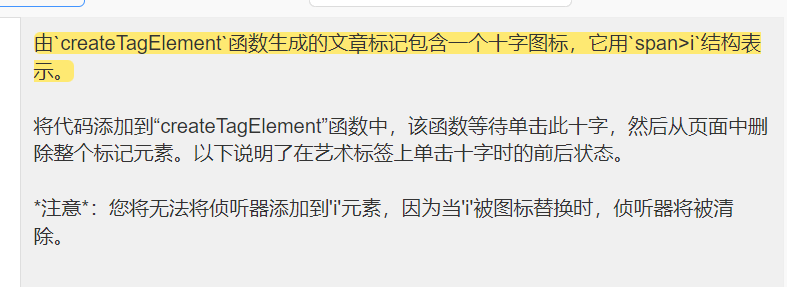 由`createTagElement`函数生成的文章标记包含一个十字图标，它用`span>i`结构表
示。
将代码添加到“createTagElement”函数中，该函数等待单击此十字，然后从页面中删
除整个标记元素。以下说明了在艺术标签上单击十字时的前后状态。
*注意*：您将无法将侦听器添加到'i'元素，因为当'i'被图标替换时，侦听器将被清
除。